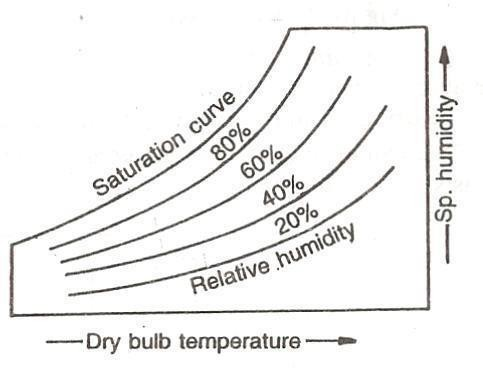 Saturation curve
80%
60%
40%
20%
Relative humidity
Sp. humidity
Dry bulb temperature